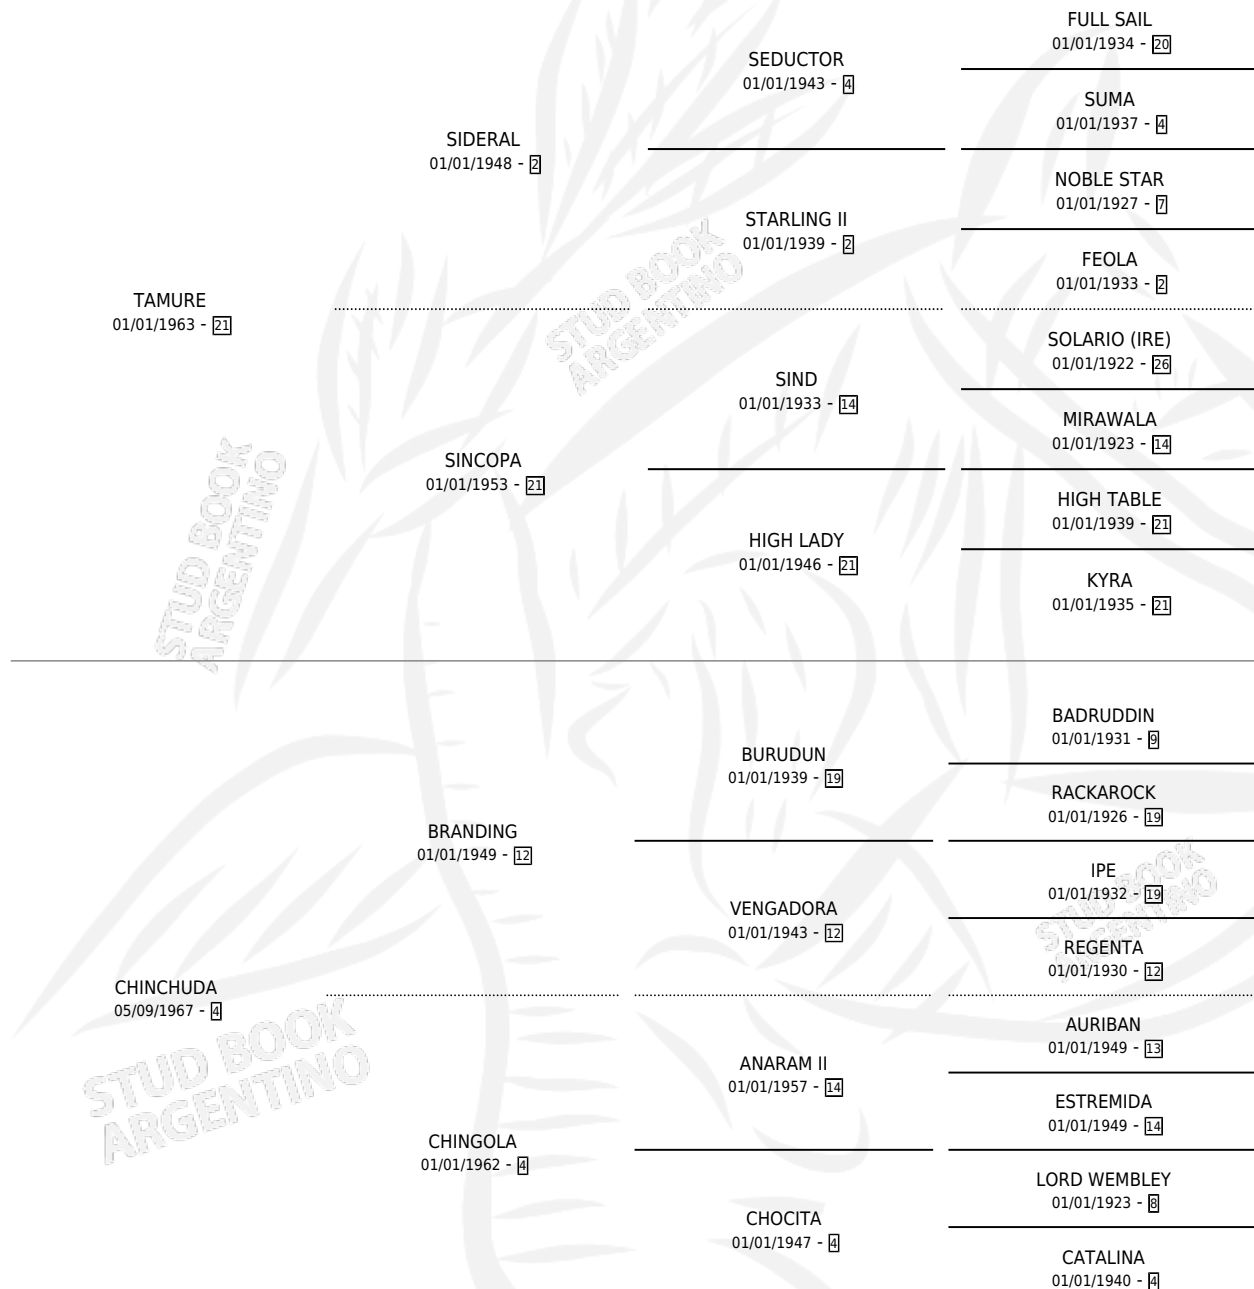 FULL SAIL
01/01/1934 - 20
SEDUCTOR
01/01/1943 - 4
SUMA
01/01/1937 - 4
SIDERAL
01/01/1948 - 2
NOBLE STAR
01/01/1927 - 7
STARLING II
01/01/1939 - 2
FEOLA
01/01/1933 - 2
TAMURE
01/01/1963 - 21
SOLARIO (IRE)
01/01/1922 - 26
SIND
01/01/1933 - 14
MIRAWALA
01/01/1923 - 14
SINCOPA
01/01/1953 - 21
HIGH TABLE
01/01/1939 - 21
HIGH LADY
01/01/1946 - 21
KYRA
01/01/1935 - 21
BADRUDDIN
01/01/1931 - 9
BURUDUN
01/01/1939 - 19
RACKAROCK
01/01/1926 - 19
BRANDING
01/01/1949 - 12
IPE
01/01/1932 - 19
VENGADORA
01/01/1943 - 12
REGENTA
01/01/1930 - 12
CHINCHUDA
05/09/1967 - 4
AURIBAN
01/01/1949 - 13
ANARAM II
01/01/1957 - 14
ESTREMIDA
01/01/1949 - 14
CHINGOLA
01/01/1962 - 4
LORD WEMBLEY
01/01/1923 - 8
CHOCITA
01/01/1947 - 4
CATALINA
01/01/1940 - 4
STUD BOOK
ARGENTINO
STUD BOOK
ARGENTINO
STUD BOOK
ARGENTINO
STUD BOOK
ARGENTINO